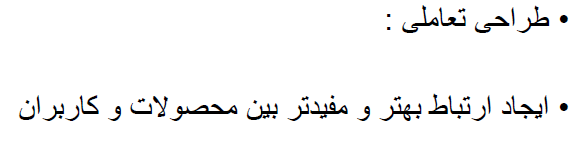 • طراحی تعاملی :
• ایجاد ارتباط بهتر و مفیدتر بین محصولات و کاربران